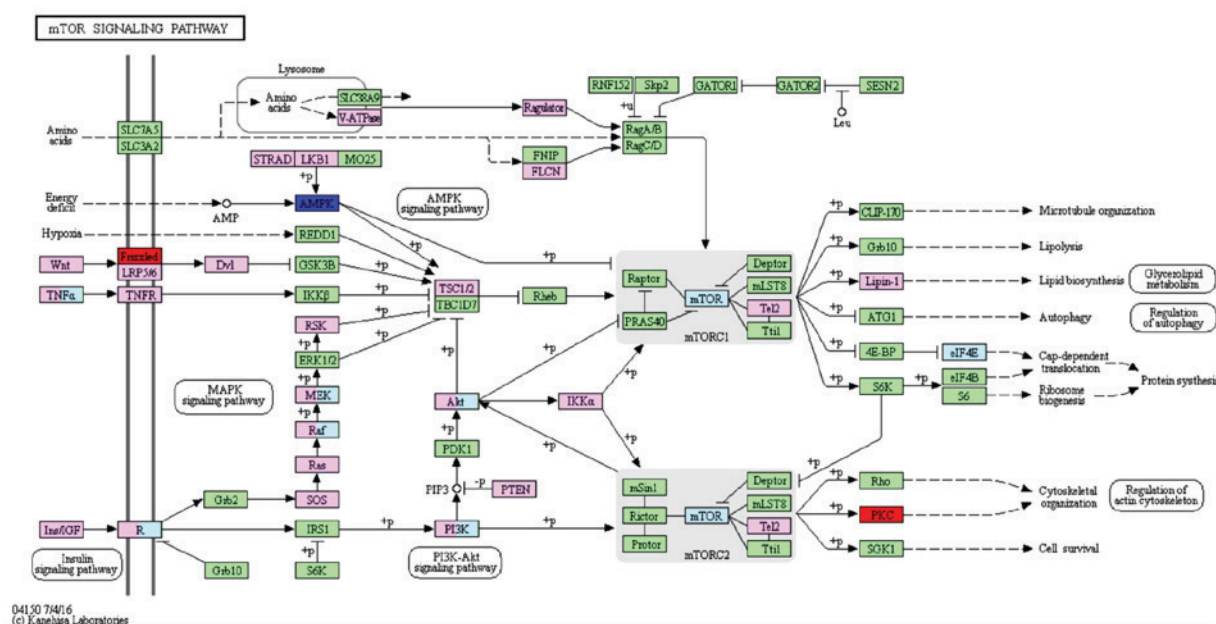 mTOR SIGNALING PATHWAY
Lysosome
Amino
acids
SLC38A9
V-ATPase
Ragulator
RNF152
Skp2
GATOR1
GATOR2
SESN2
+u
Leu
Amino
acids
SLC7A5
SLC3A2
RagA/B
RagC/D
FNIP
FLCN
STRAD
LKB1
MO25
+p
Energy
deficit
AMP
AMPK
AMPK
signaling pathway
+p
+p
Hypoxia
REDD1
Wnt
Frizzled
LRP5/6
Dvl
GSK3B
+p
TNFα
TNFR
IKKβ
+p
TSC1/2
TBC1D7
Rheb
Raptor
Deptor
mLST8
mTOR
Tel2
Tti1
PRAS40
mTORC1
+p
CLIP-170
Microtubule organization
+p
Grb10
Lipolysis
+p
Lipin-1
Lipid biosynthesis
Glycerolipid
metabolism
+p
ATG1
Autophagy
Regulation
of autophagy
+p
4E-BP
eIF4E
Cap-dependent
translocation
+p
S6K
+p
eIF4B
S6
Ribosome
biogenesis
Protein systhesis
RSK
+p
+p
ERK1/2
+p
+p
MAPK
signaling pathway
MEK
+p
Raf
Ras
SOS
Grb2
+p
Akt
+p
IKKα
+p
+p
+p
PDK1
+p
PIP3
-p
PTEN
Ins/IGF
R
IRS1
+p
PI3K
+p
Insulin
signaling pathway
Grb10
+p
S6K
PI3K-Akt
signaling pathway
mSin1
Rictor
Protor
mTOR
Deptor
mLST8
Tel2
Tti1
mTORC2
+p
+p
Rho
+p
PKC
+p
SGK1
Cytoskeletal
organization
Regulation of
actin cytoskeleton
Cell survival
04150 7/4/16
(c) Kanehisa Laboratories